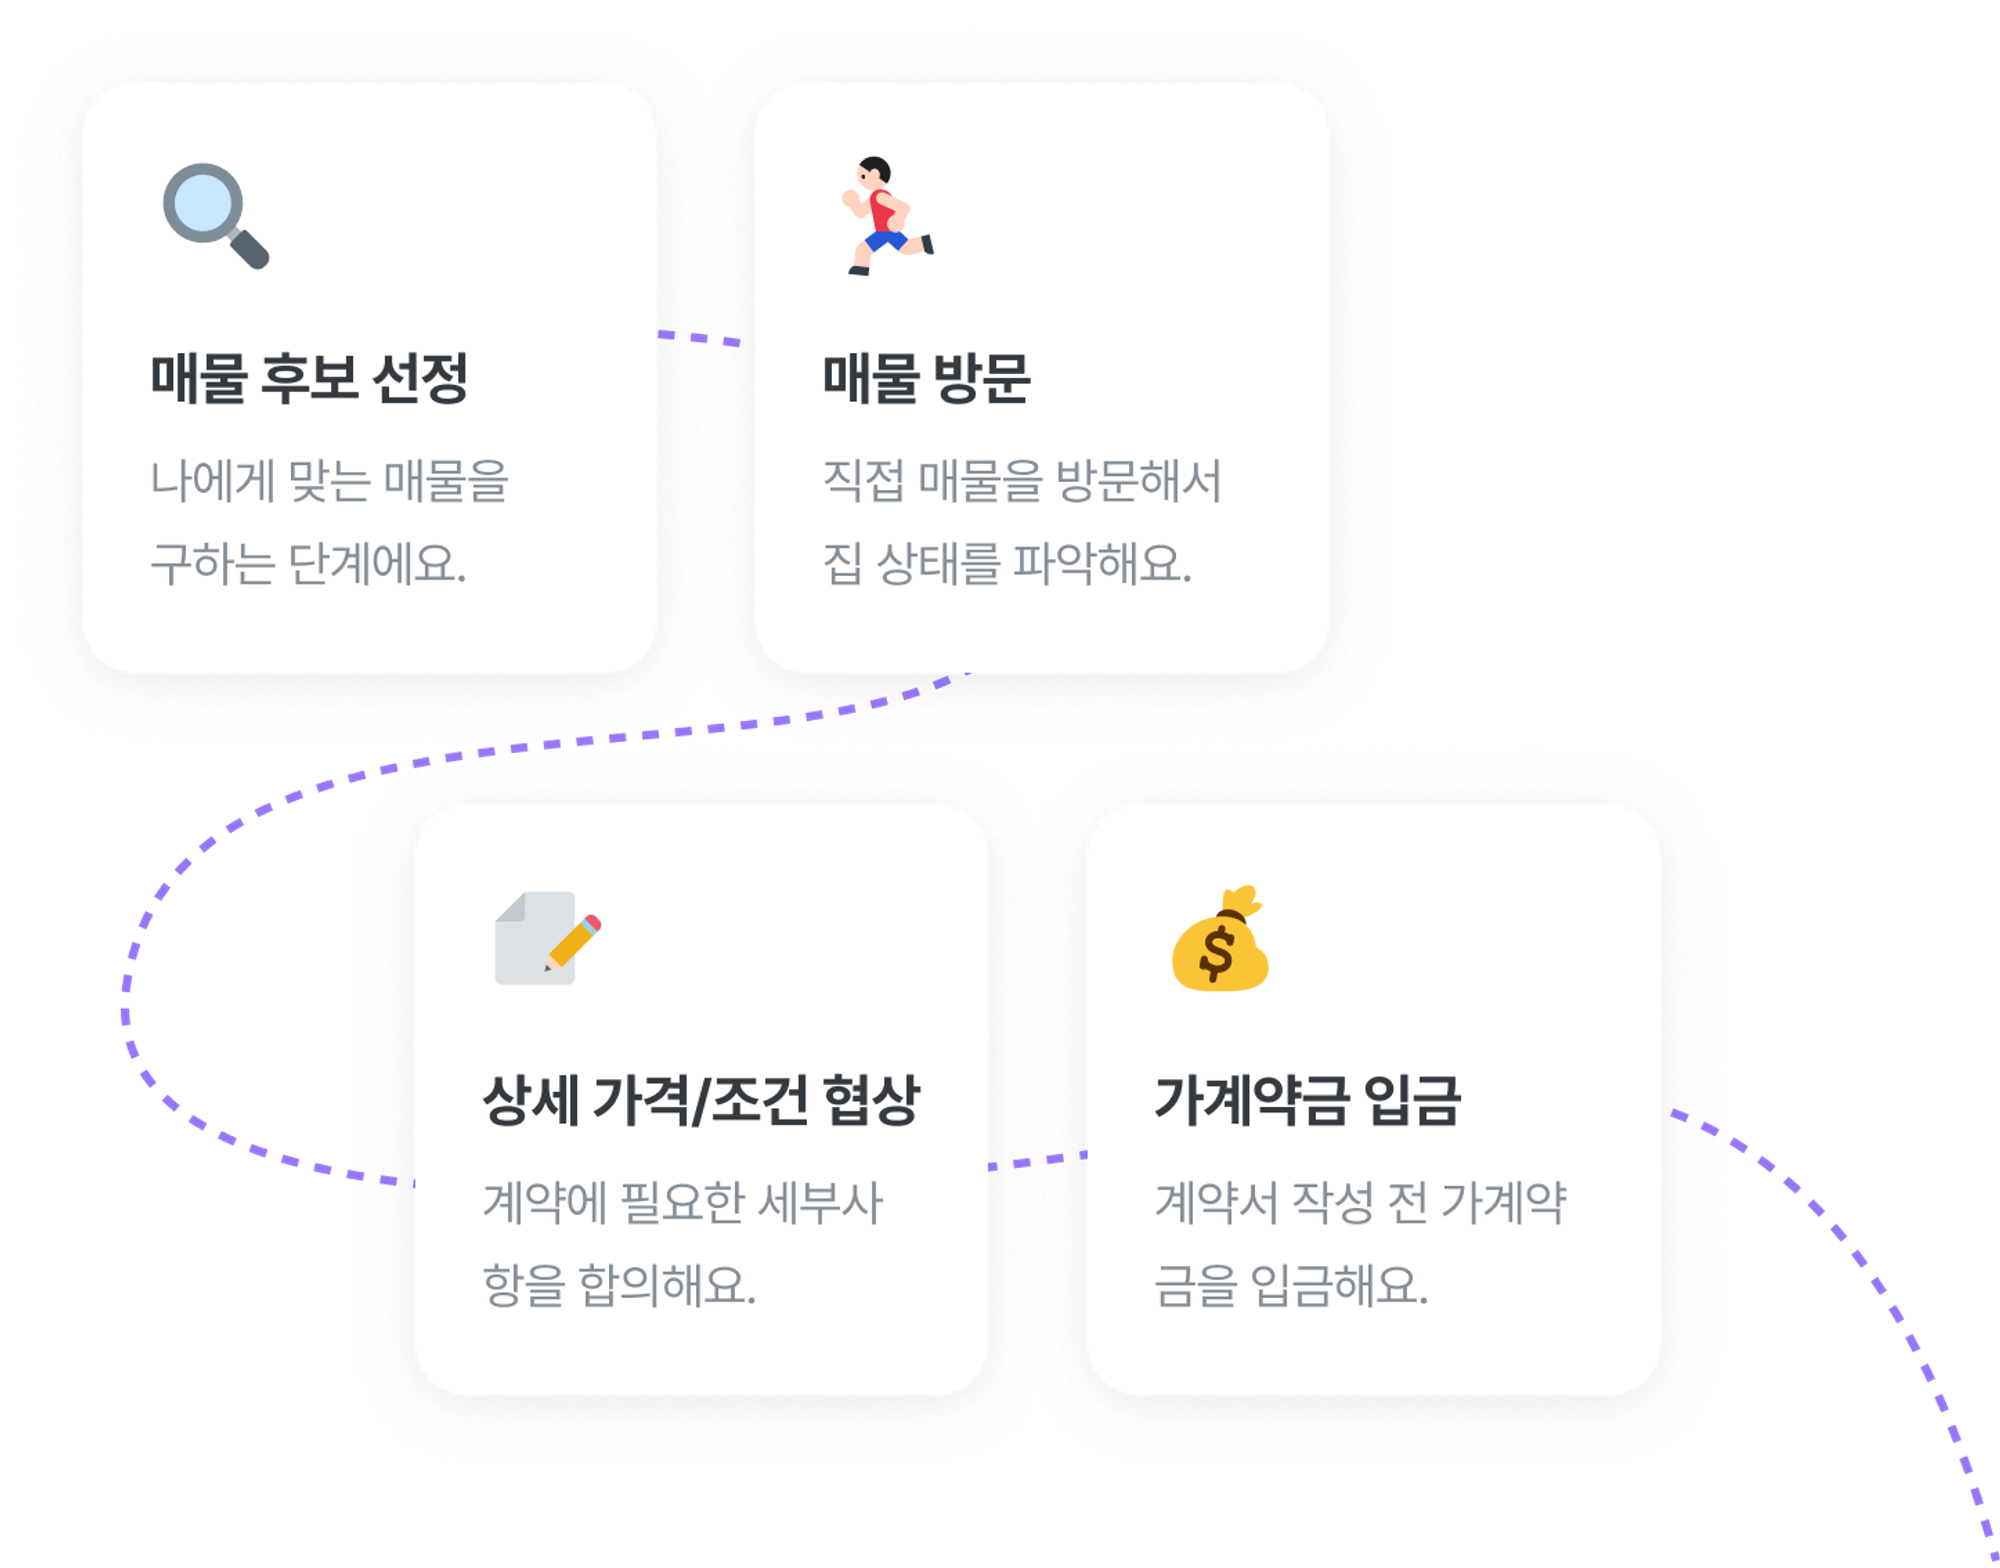 매물 후보 선정
나에게 맞는 매물을
구하는 단계에요.
매물 방문
직접 매물을 방문해서
집 상태를 파악해요.
상세 가격/조건 협상
계약에 필요한 세부사
항을 합의해요.
가계약금 입금
계약서 작성 전 가계약
금을 입금해요.